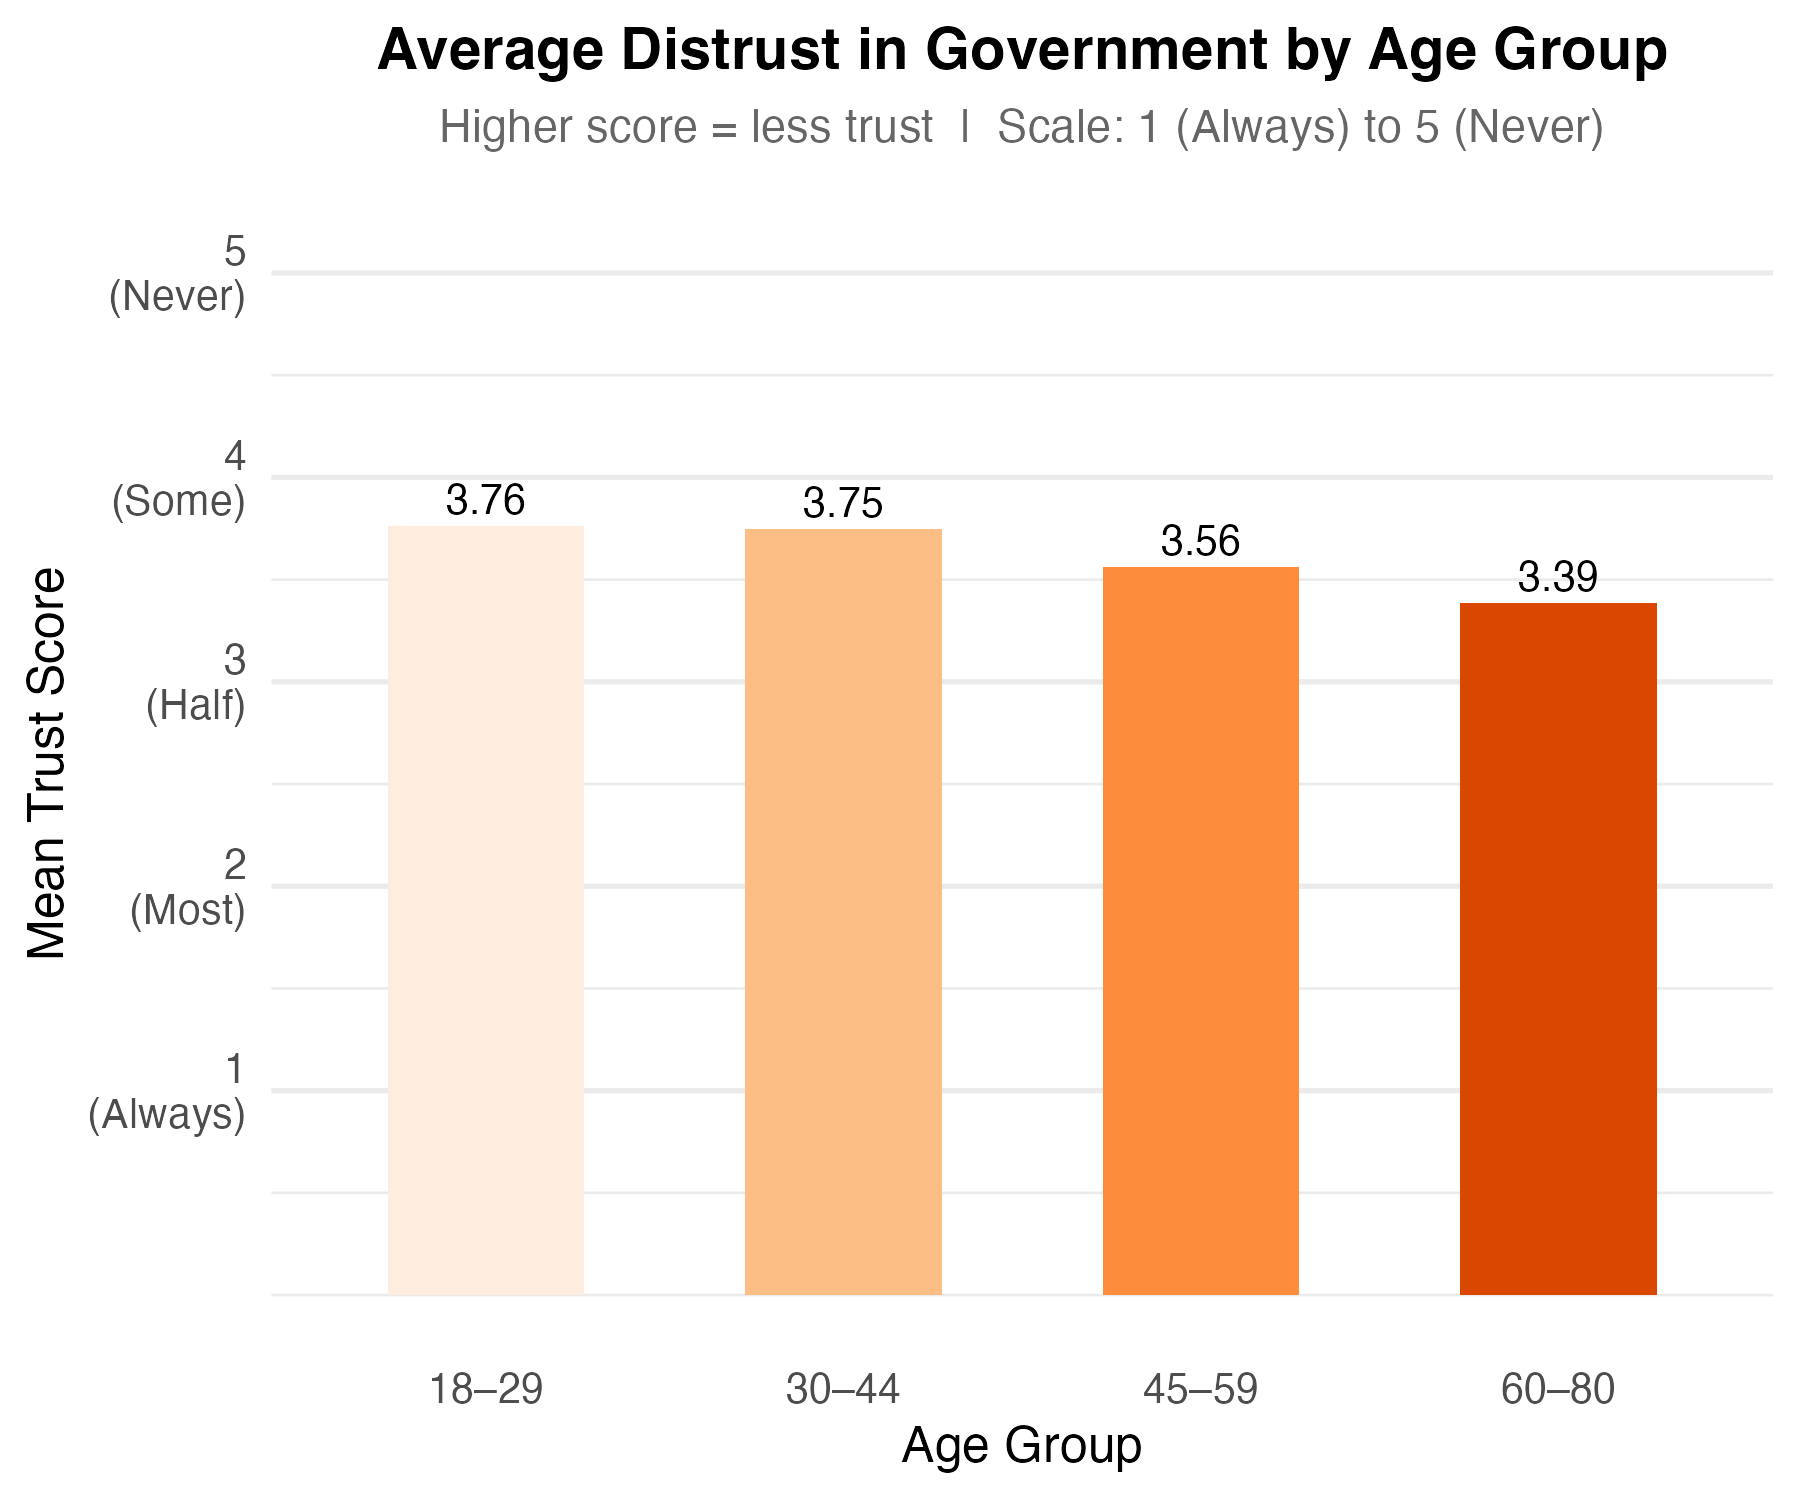 Average Distrust in Government by Age Group
Higher score = less trust | Scale: 1 (Always) to 5 (Never)
5
(Never)
4
(Some)
3
(Half)
2
(Most)
1
(Always)
Mean Trust Score
3.76
3.75
3.56
3.39
18–29
30–44
45–59
60–80
Age Group